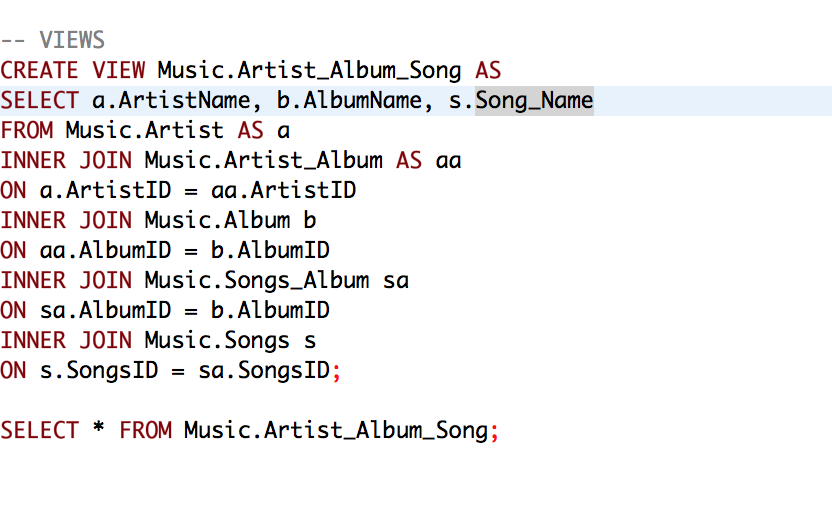 -- VIEWS
CREATE VIEW Music.Artist_Album_Song AS
SELECT a.ArtistName, b.AlbumName, s.Song_Name
FROM Music.Artist AS a
INNER JOIN Music.Artist_Album AS aa
ON a.ArtistID = aa.ArtistID
INNER JOIN Music.Album b
ON aa.AlbumID = b.AlbumID
INNER JOIN Music.Songs_Album sa
ON sa.AlbumID = b.AlbumID
INNER JOIN Music.Songs s
ON s.SongsID = sa.SongsID;
SELECT * FROM Music.Artist_Album_Song;